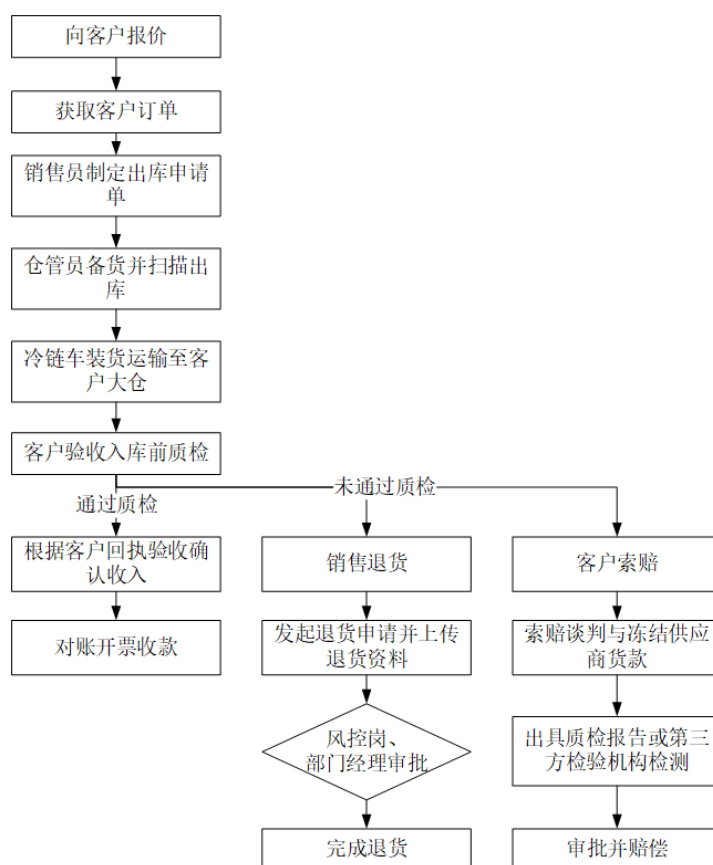 向客户报价
获取客户订单
销售员制定出库申请
单
仓管员备货并扫描出
库
冷链车装货运输至客
户大仓
客户验收入库前质检
通过质检
未通过质检
根据客户回执验收确
认收入
对账开票收款
销售退货
发起退货申请并上传
退货资料
风控岗、
部门经理审批
完成退货
客户索赔
索赔谈判与冻结供应
商货款
出具质检报告或第三
方检验机构检测
审批并赔偿